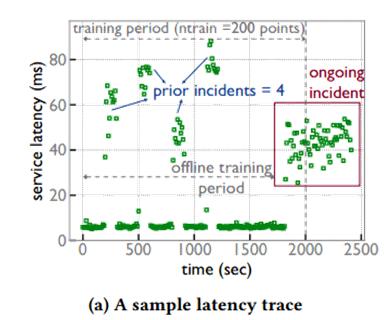 training period (ntrain =200 points)
80
ongoing
incident
prior incidents = 4
60
service latency (ms)
40
offline training
period
20
0
0 500 1000 1500 2000 2500
time (sec)
(a) A sample latency trace